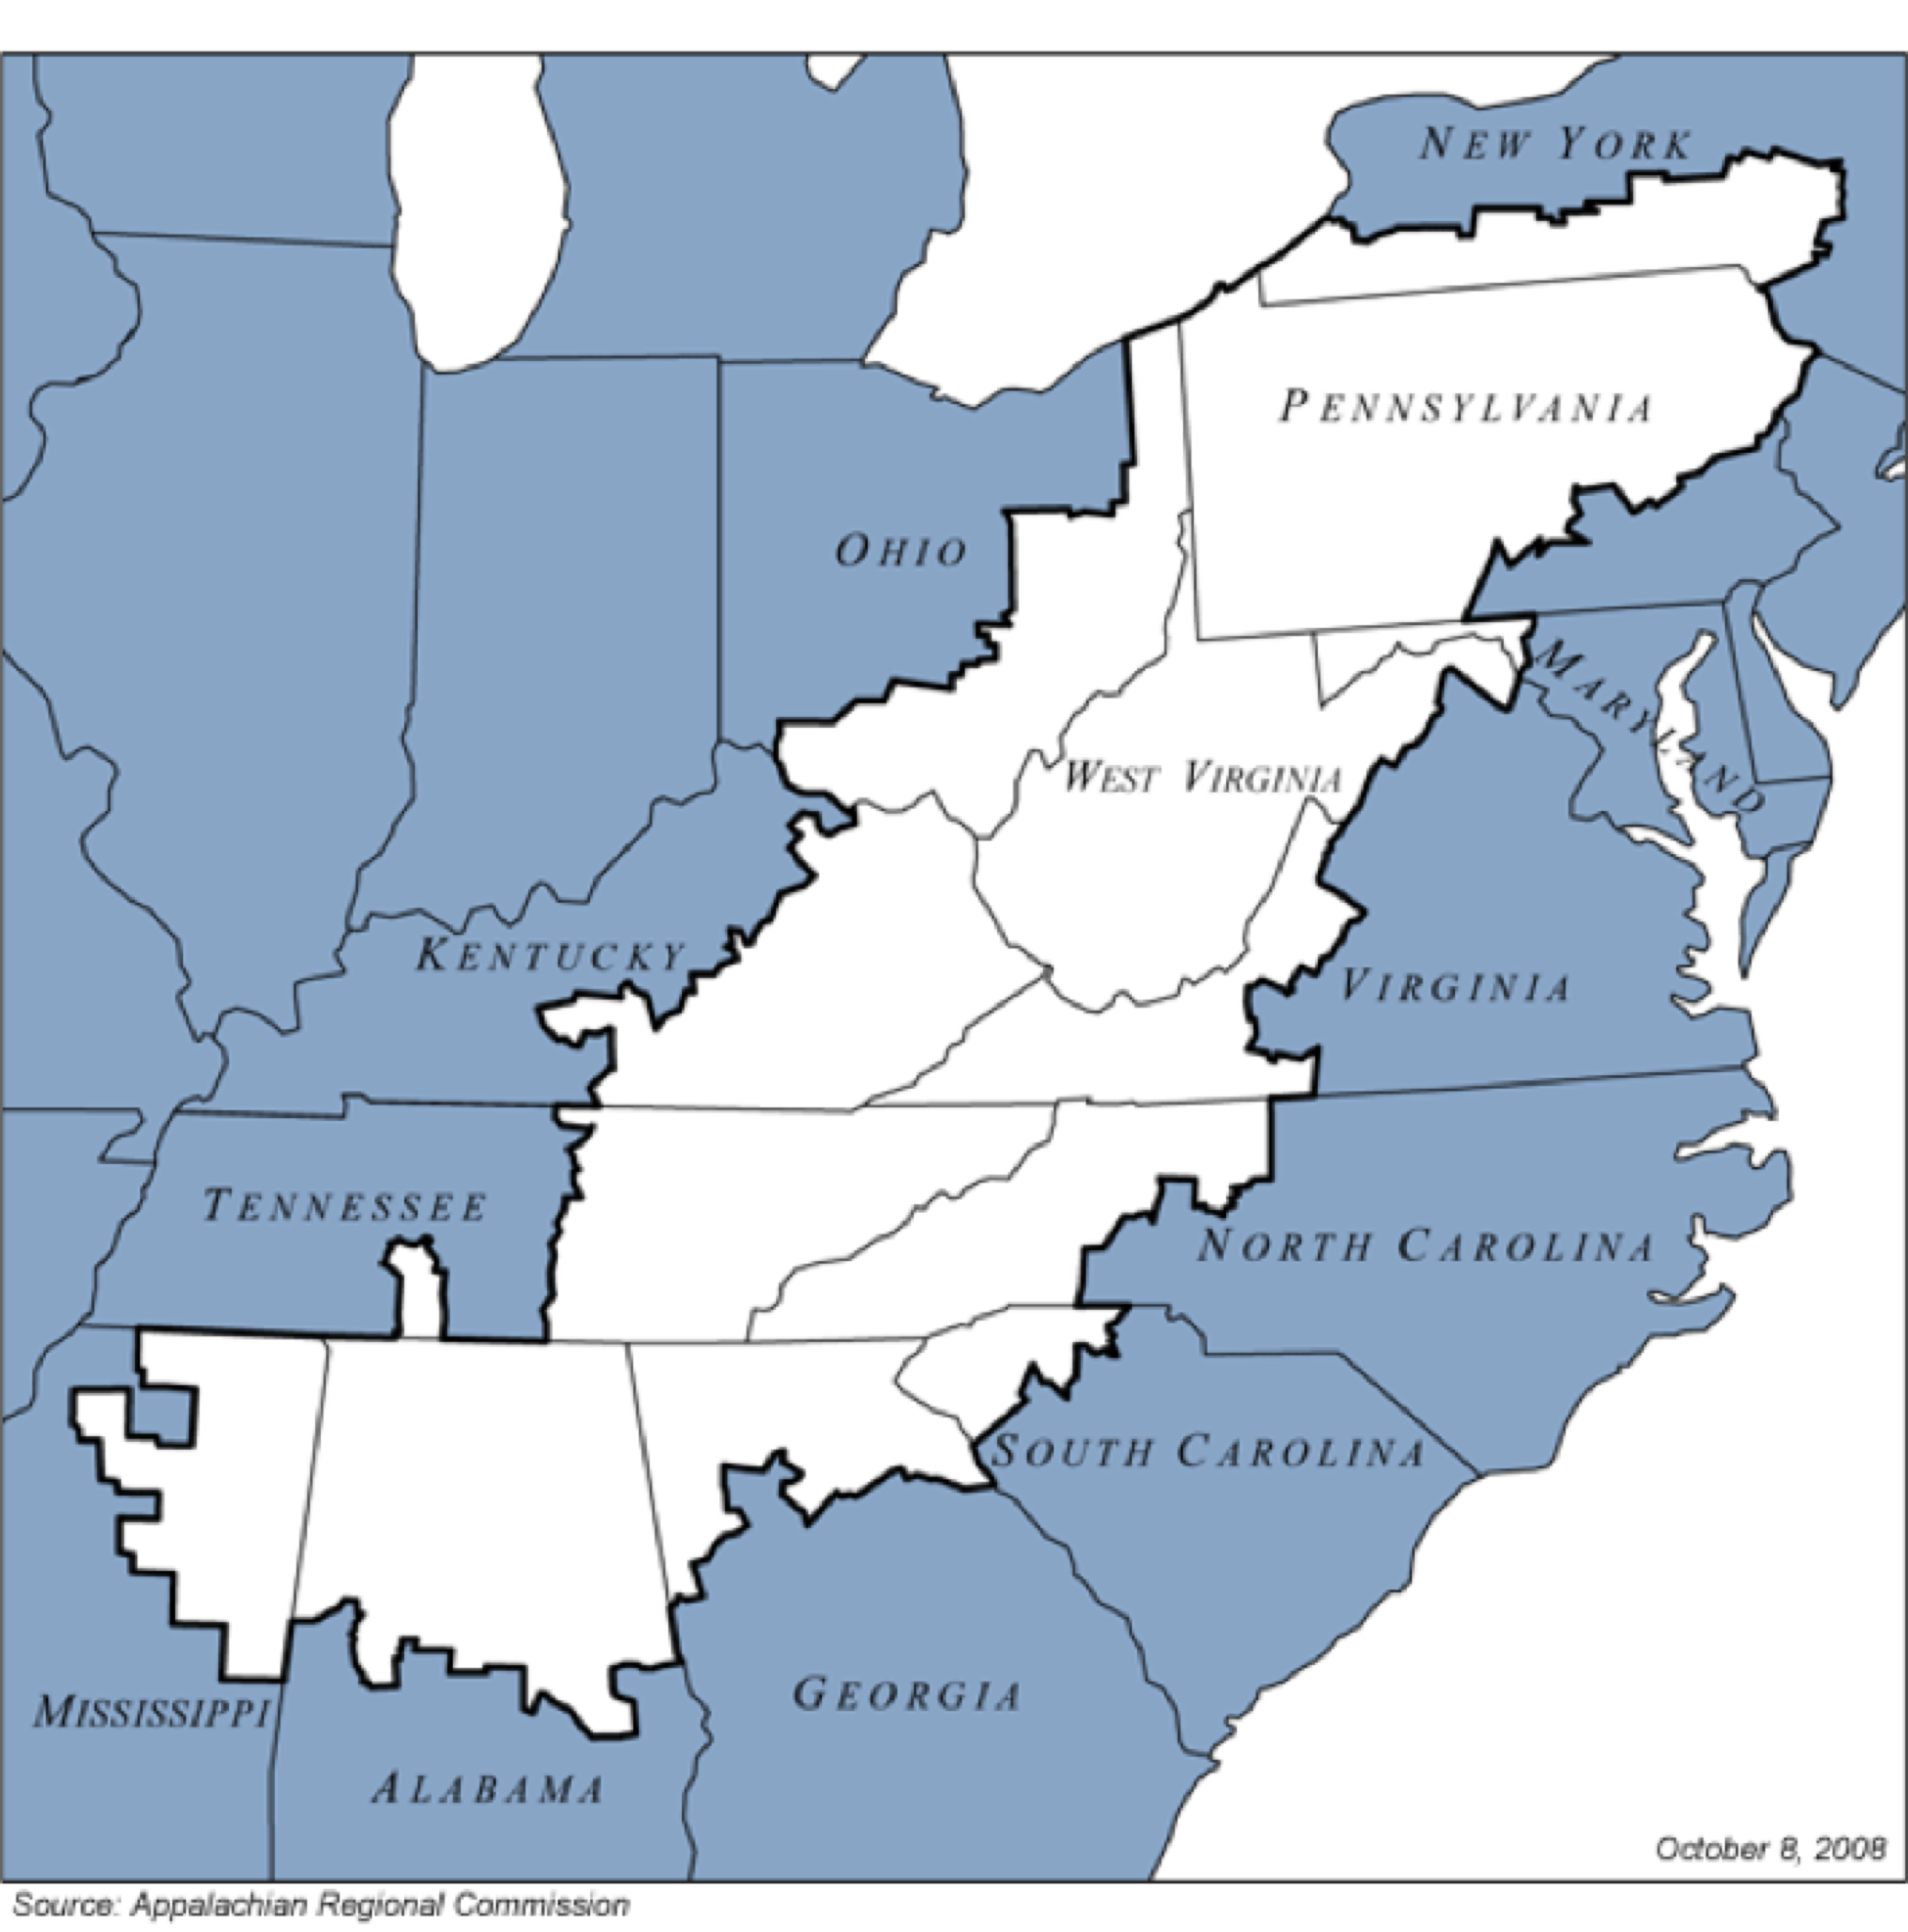 NEW YORK
PENNSYLVANIA
OHIO
MARYLAND
WEST VIRGINIA
KENTUCKY
VIRGINIA
TENNESSEE
NORTH CAROLINA
SOUTH CAROLINA
MISSISSIPPI
GEORGIA
ALABAMA
October 8, 2008
Source: Appalachian Regional Commission